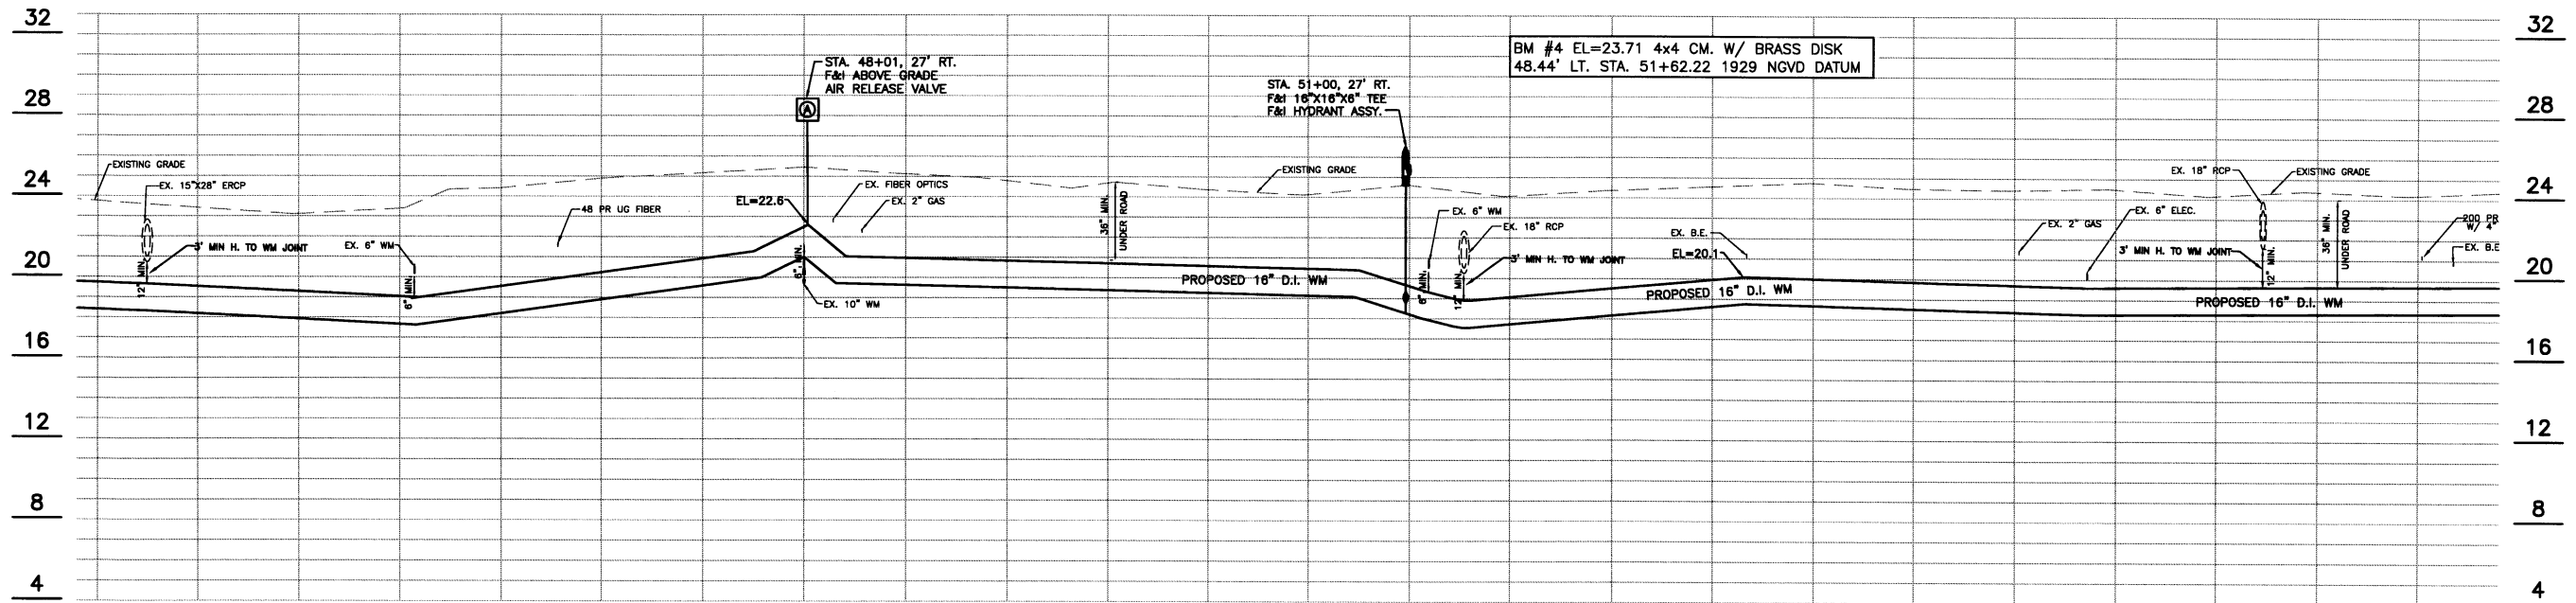 32
28
24
20
16
12
8
4
32
28
24
20
16
12
8
4
BM #4 EL=23.71 4x4 CM. W/ BRASS DISK
48.44' LT. STA. 51+62.22 1929 NGVD DATUM
STA. 48+01, 27' RT.
F&I ABOVE GRADE
AIR RELEASE VALVE
A
STA. 51+00, 27' RT.
F&I 16"X16"X6" TEE
F&I HYDRANT ASSY.
EXISTING GRADE
EX. 15"X28" ERCP
3' MIN H. TO WM JOINT
12" MIN.
EX. 6" WM
6" MIN.
48 PR UG FIBER
EL=22.6
EX. FIBER OPTICS
EX. 2" GAS
6" MIN.
EX. 10" WM
36" MIN.
UNDER ROAD
EXISTING GRADE
PROPOSED 16" D.I. WM
EX. 6" WM
6" MIN.
EX. 18" RCP
3' MIN H. TO WM JOINT
12" MIN.
EX. B.E.
EL=20.1
PROPOSED 16" D.I. WM
EX. 2" GAS
EX. 6" ELEC.
EX. 18" RCP
EXISTING GRADE
3' MIN H. TO WM JOINT
12" MIN.
36" MIN.
UNDER ROAD
PROPOSED 16" D.I. WM
200 PR
W/ 4"
EX. B.E